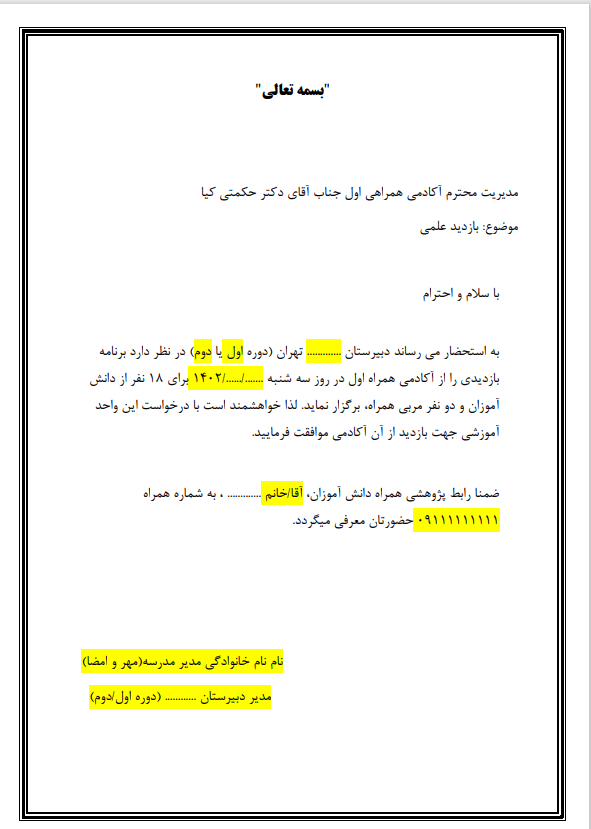 "بسمه تعالی"
مدیریت محترم آکادمی همراهی اول جناب آقای دکتر حکمتی کیا
موضوع: بازدید علمی
با سلام و احترام
به استحضار می رساند دبیرستان ............ تهران (دوره اول یا دوم) در نظر دارد برنامه
بازدیدی را از آکادمی همراه اول در روز سه شنبه ......./....../۱۴۰۲ برای ۱۸ نفر از دانش
آموزان و دو نفر مربی همراه، برگزار نماید. لذا خواهشمند است با درخواست این واحد
آموزشی جهت بازدید از آن آکادمی موافقت فرمایید.
ضمنا رابط پژوهشی همراه دانش آموزان، آقا/خانم ............ ، به شماره همراه
۰۹۱۱۱۱۱۱۱۱۱ حضورتان معرفی میگردد.
نام نام خانوادگی مدیر مدرسه(مهر و امضا)
مدیر دبیرستان ............ (دوره اول/دوم)